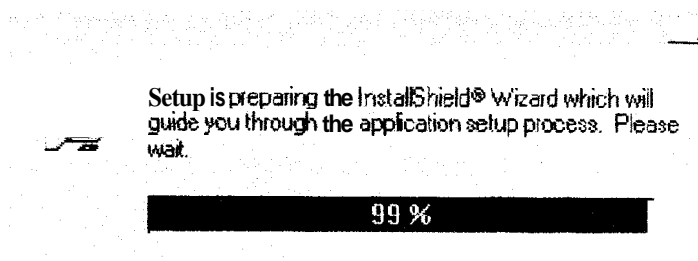 Setup is preparing the InstallShield® Wizard which will
guide you through the application setup process. Please
wait.
99 %